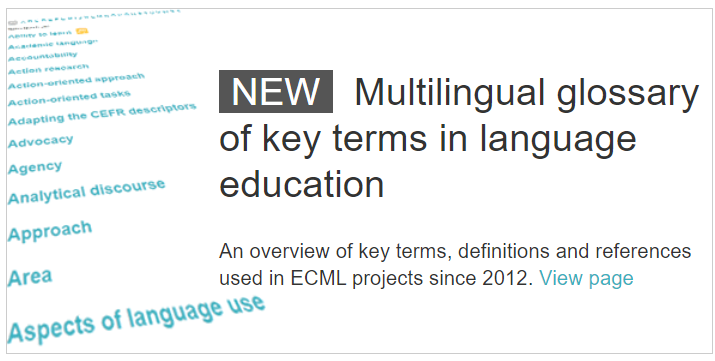 Ability to learn
Academic language
Accountability
Action research
Action-oriented approach
Action-oriented tasks
Adapting the CEFR descriptors
Advocacy
Agency
Analytical discourse
Approach
Area
Aspects of language use
NEW Multilingual glossary
of key terms in language
education
An overview of key terms, definitions and references
used in ECML projects since 2012. View page